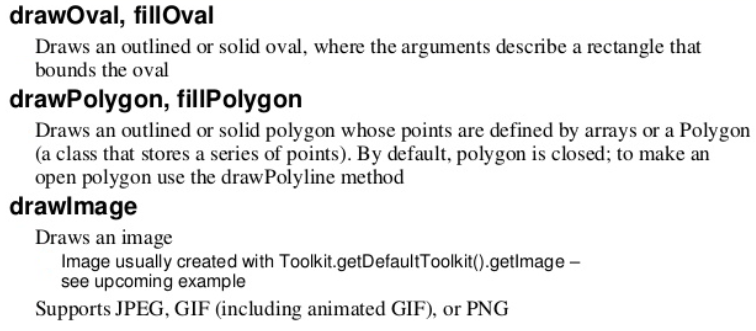 drawOval, fillOval
Draws an outlined or solid oval, where the arguments describe a rectangle that
bounds the oval
drawPolygon, fillPolygon
Draws an outlined or solid polygon whose points are defined by arrays or a Polygon
(a class that stores a series of points). By default, polygon is closed; to make an
open polygon use the drawPolyline method
drawImage
Draws an image
Image usually created with Toolkit.getDefaultToolkit().getImage –
see upcoming example
Supports JPEG, GIF (including animated GIF), or PNG